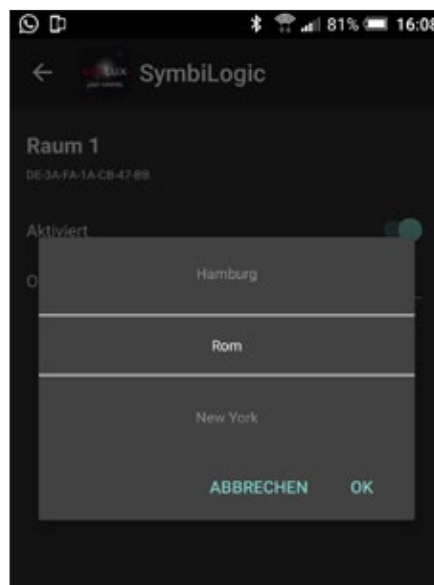 81% 16:08
SymbiLogic
Raum 1
DE-3A-FA-1A-CB-47-BB
Aktiviert
O
Hamburg
Rom
New York
ABBRECHEN OK